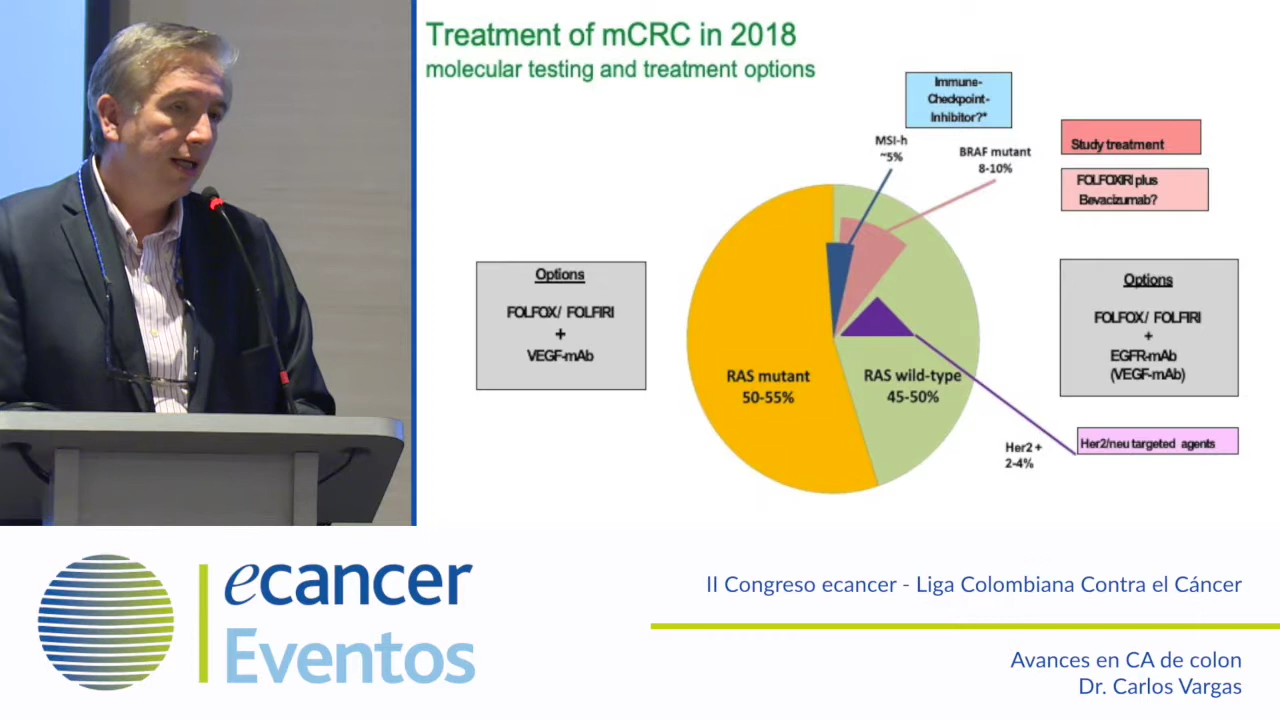 Treatment of mCRC in 2018
molecular testing and treatment options
Immune-
Checkpoint-
Inhibitor?*
MSI-h
~5%
BRAF mutant
8-10%
Study treatment
FOLFOXIRI plus
Bevacizumab?
Options
FOLFOX/ FOLFIRI
+
VEGF-mAb
RAS mutant
50-55%
RAS wild-type
45-50%
Options
FOLFOX/ FOLFIRI
+
EGFR-mAb
(VEGF-mAb)
Her2 +
2-4%
Her2/neu targeted agents
ecancer
Eventos
II Congreso ecancer - Liga Colombiana Contra el Cáncer
Avances en CA de colon
Dr. Carlos Vargas